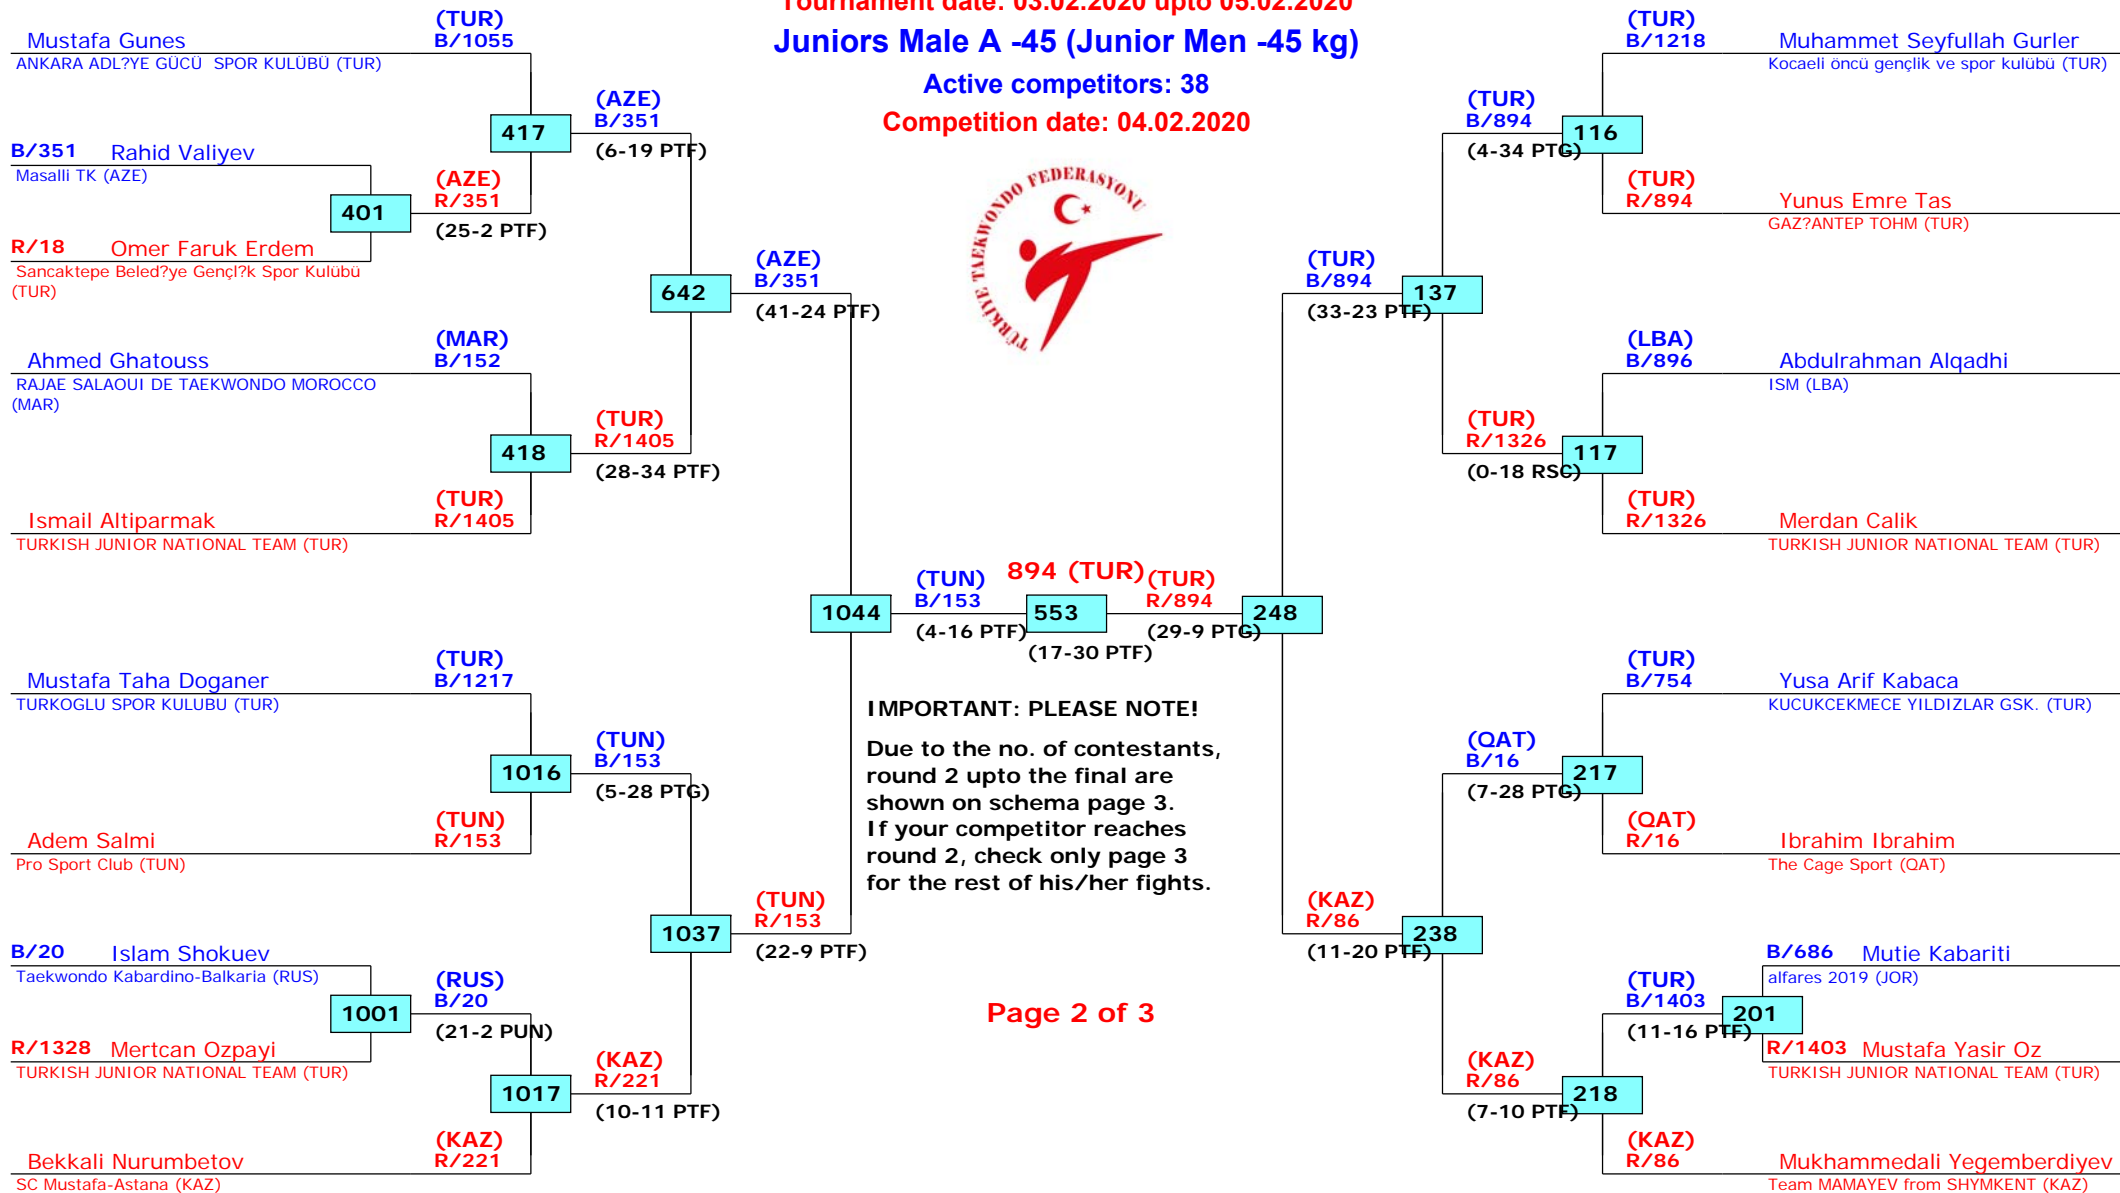 Tournament date: 03.02.2020 upto 05.02.2020
Juniors Male A -45 (Junior Men -45 kg)
Active competitors: 38
Competition date: 04.02.2020
TÜRKİYE TAEKWONDO FEDERASYONU
(TUR)
Mustafa Gunes B/1055
ANKARA ADL?YE GÜCÜ SPOR KULÜBÜ (TUR)
417
(AZE)
B/351
(6-19 PTF)
B/351 Rahid Valiyev
Masalli TK (AZE)
401
(AZE)
R/351
(25-2 PTF)
R/18 Omer Faruk Erdem
Sancaktepe Beled?ye Gençl?k Spor Kulübü
(TUR)
642
(AZE)
B/351
(41-24 PTF)
(MAR)
Ahmed Ghatouss B/152
RAJAE SALAOUI DE TAEKWONDO MOROCCO
(MAR)
418
(TUR)
R/1405
(28-34 PTF)
(TUR)
Ismail Altiparmak R/1405
TURKISH JUNIOR NATIONAL TEAM (TUR)
1044
(TUN)
B/153
(4-16 PTF)
894 (TUR)
553
(17-30 PTF)
(TUR)
R/894
(29-9 PTG)
248
(TUR)
Mustafa Taha Doganer B/1217
TURKOGLU SPOR KULUBU (TUR)
1016
(TUN)
B/153
(5-28 PTG)
(TUN)
Adem Salmi R/153
Pro Sport Club (TUN)
1037
(TUN)
R/153
(22-9 PTF)
B/20 Islam Shokuev
Taekwondo Kabardino-Balkaria (RUS)
1001
(RUS)
B/20
(21-2 PUN)
R/1328 Mertcan Ozpayi
TURKISH JUNIOR NATIONAL TEAM (TUR)
1017
(KAZ)
R/221
(10-11 PTF)
(KAZ)
Bekkali Nurumbetov R/221
SC Mustafa-Astana (KAZ)
IMPORTANT: PLEASE NOTE!
Due to the no. of contestants,
round 2 upto the final are
shown on schema page 3.
If your competitor reaches
round 2, check only page 3
for the rest of his/her fights.
Page 2 of 3
(TUR)
B/1218 Muhammet Seyfullah Gurler
Kocaeli öncü gençlik ve spor kulübü (TUR)
(TUR)
B/894
(4-34 PTG)
116
(TUR)
R/894 Yunus Emre Tas
GAZ?ANTEP TOHM (TUR)
(TUR)
B/894
(33-23 PTF)
137
(LBA)
B/896 Abdulrahman Alqadhi
ISM (LBA)
(TUR)
R/1326
(0-18 RSC)
117
(TUR)
R/1326 Merdan Calik
TURKISH JUNIOR NATIONAL TEAM (TUR)
(TUR)
B/754 Yusa Arif Kabaca
KUCUKCEKMECE YILDIZLAR GSK. (TUR)
(QAT)
B/16
(7-28 PTG)
217
(QAT)
R/16 Ibrahim Ibrahim
The Cage Sport (QAT)
(KAZ)
R/86
(11-20 PTF)
238
B/686 Mutie Kabariti
alfares 2019 (JOR)
(TUR)
B/1403
(11-16 PTF)
201
R/1403 Mustafa Yasir Oz
TURKISH JUNIOR NATIONAL TEAM (TUR)
(KAZ)
R/86
(7-10 PTF)
218
(KAZ)
R/86 Mukhammedali Yegemberdiyev
Team MAMAYEV from SHYMKENT (KAZ)